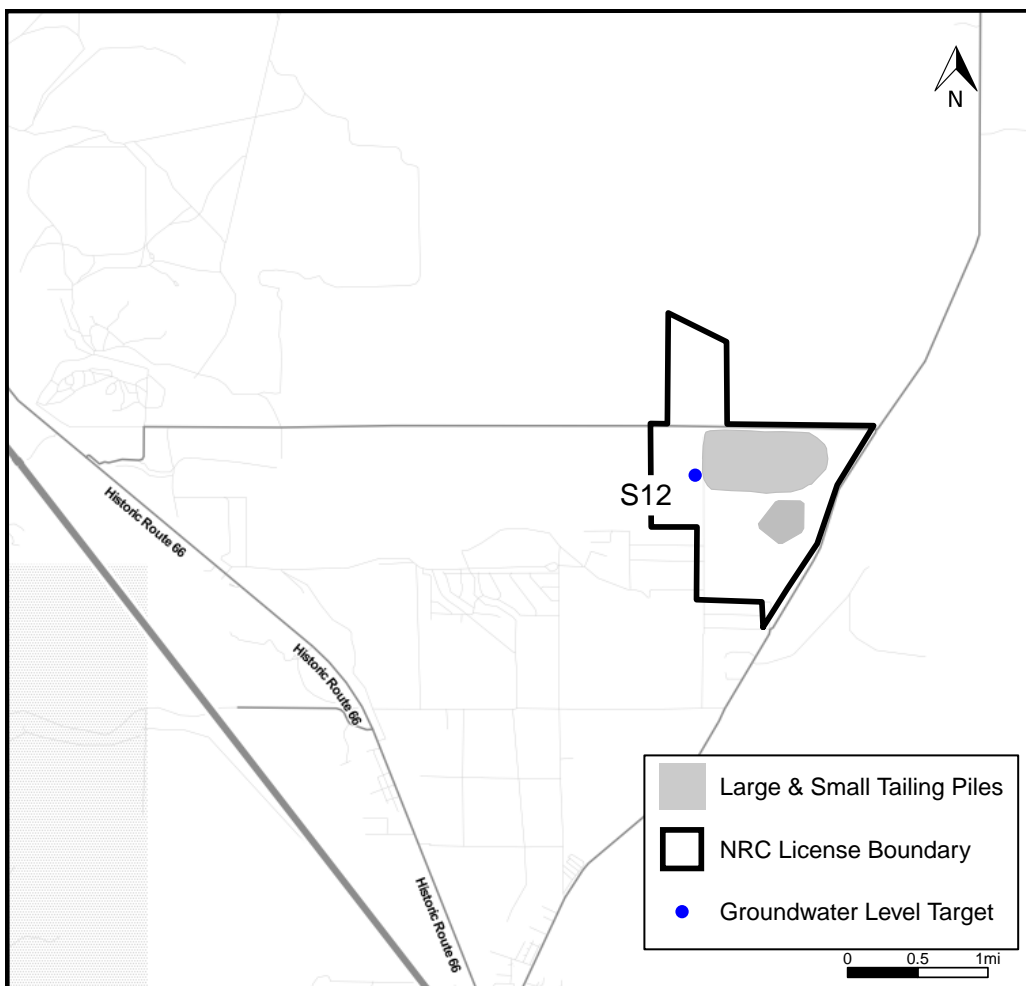 N
S12
Historic Route 66
Historic Route 66
Historic Route 66
Large & Small Tailing Piles
NRC License Boundary
Groundwater Level Target
0 0.5 1mi